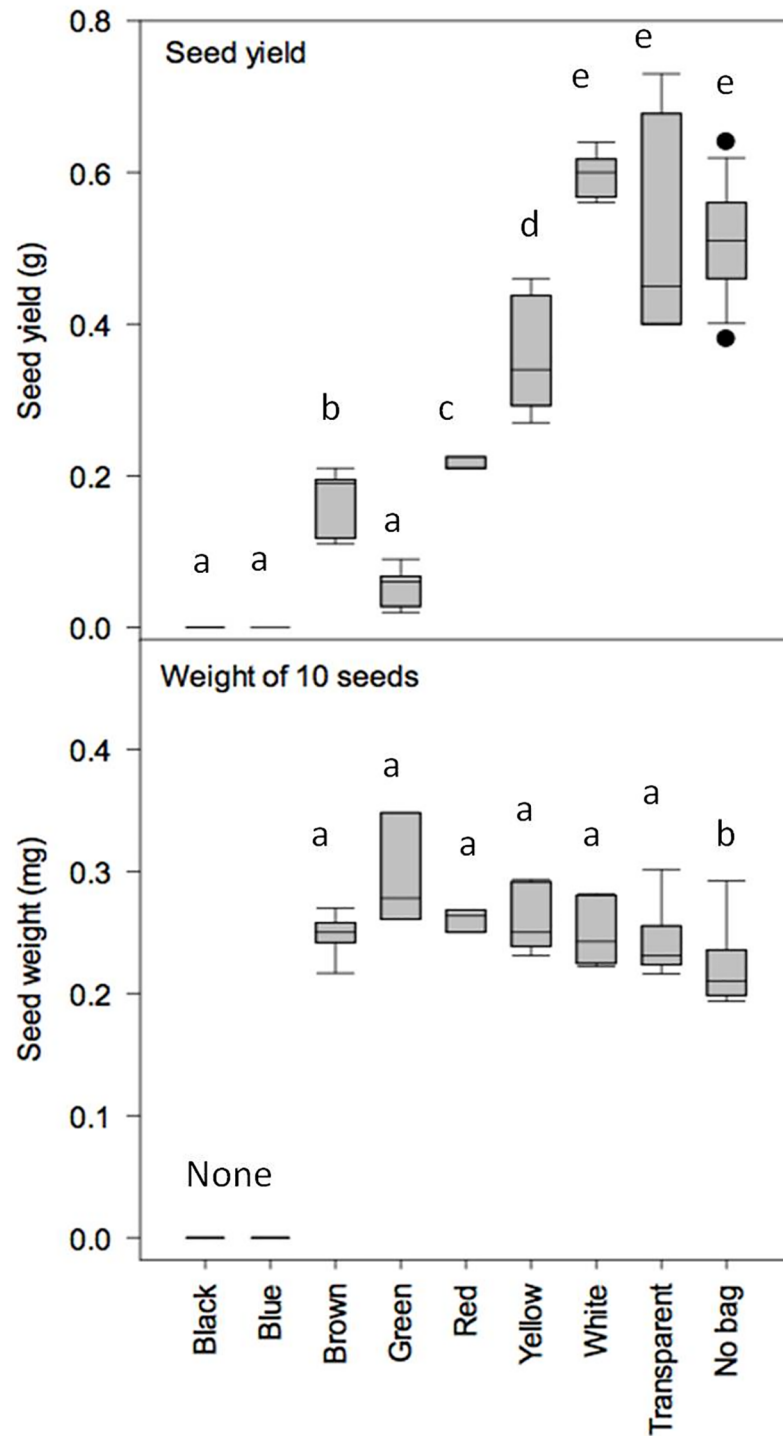 0.8
Seed yield
e
e
e
0.6
d
Seed yield (g)
0.4
b
c
0.2
a
a
a
0.0
Weight of 10 seeds
0.4
a
a
a
a
a
a
b
0.3
Seed weight (mg)
0.2
0.1
None
0.0
Black
Blue
Brown
Green
Red
Yellow
White
Transparent
No bag